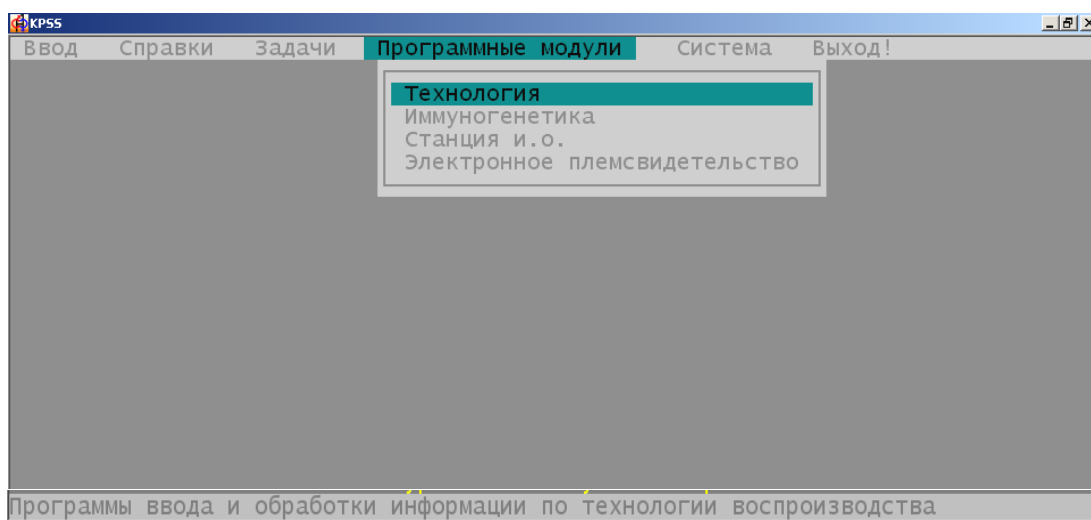 KPSS
Ввод Справки Задачи Программные модули Система Выход!
Технология
Иммуногенетика
Станция и.о.
Электронное племсвидетельство
Программы ввода и обработки информации по технологии воспроизводства